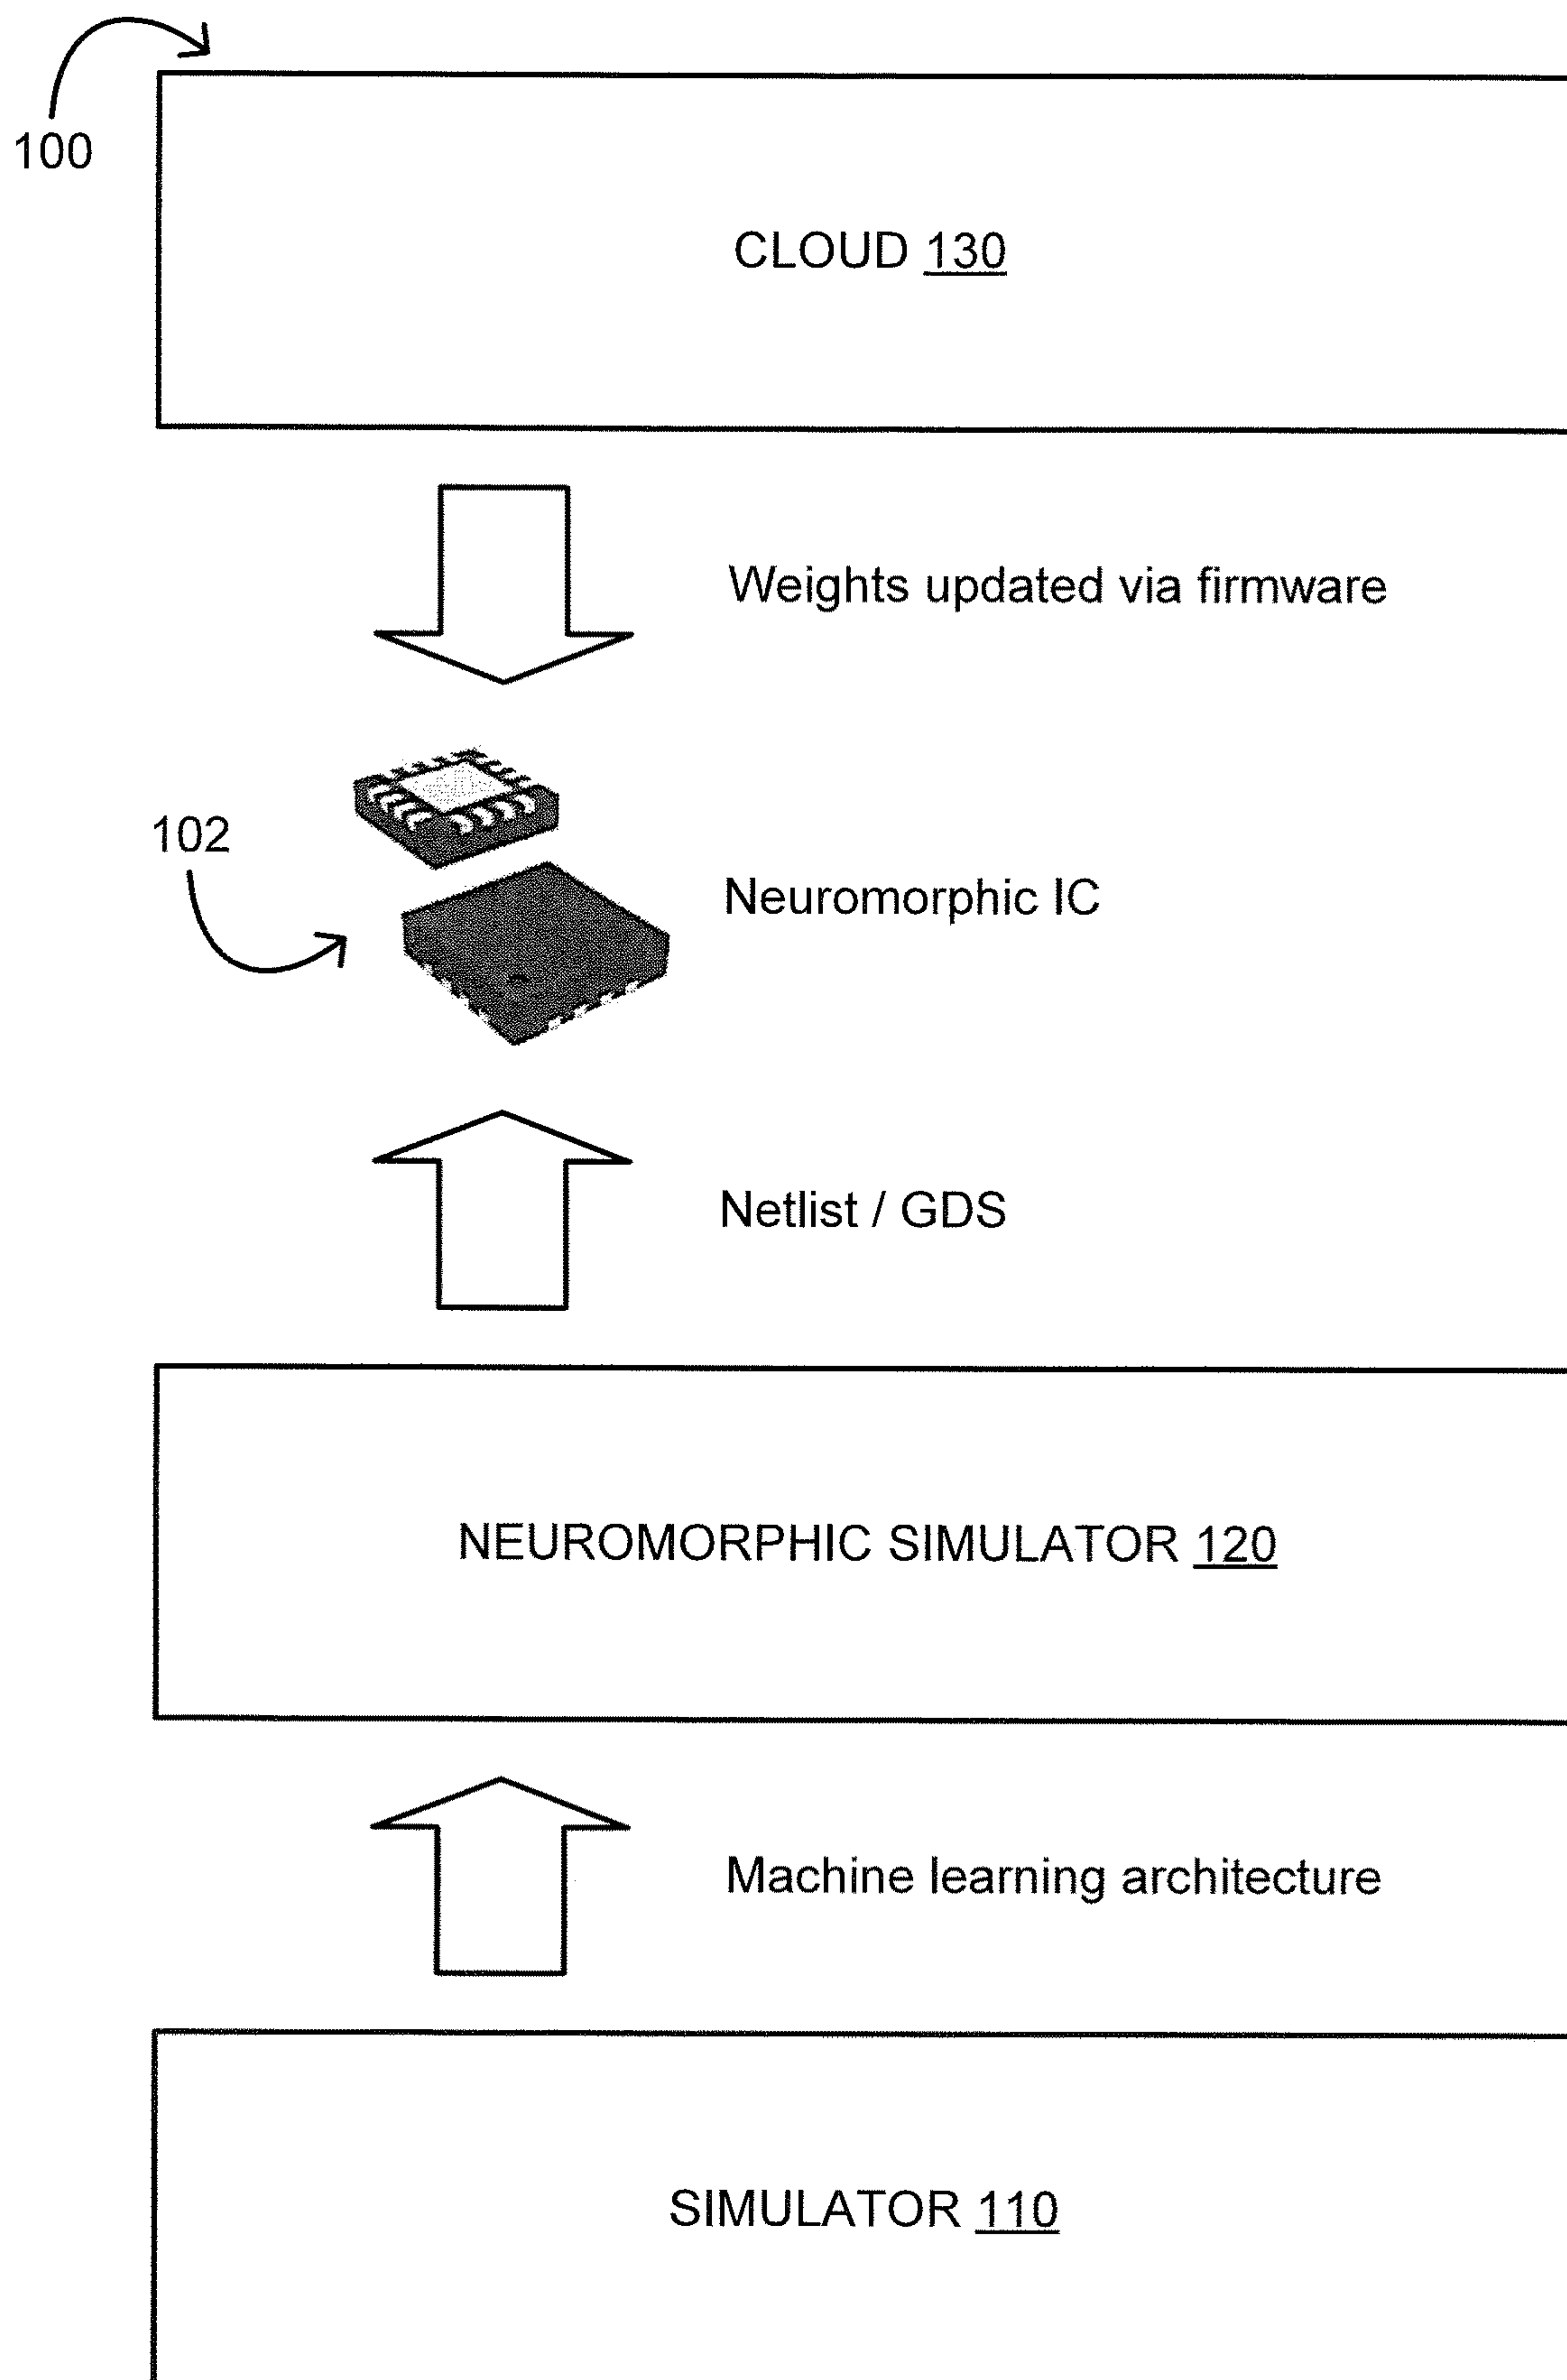 100
CLOUD 130
Weights updated via firmware
102
Neuromorphic IC
Netlist / GDS
NEUROMORPHIC SIMULATOR 120
Machine learning architecture
SIMULATOR 110